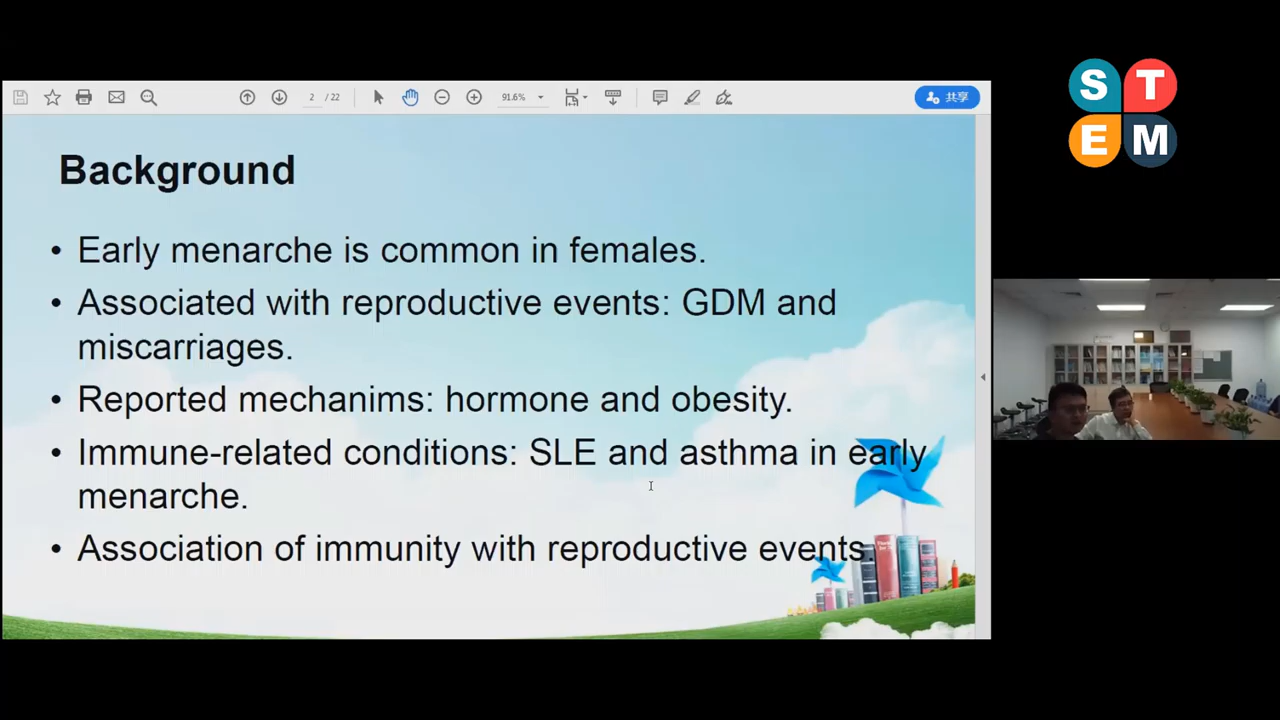 2 / 22
91.6%
共享
S T
E M
Background
• Early menarche is common in females.
• Associated with reproductive events: GDM and
miscarriages.
• Reported mechanims: hormone and obesity.
• Immune-related conditions: SLE and asthma in early
menarche.
• Association of immunity with reproductive events.